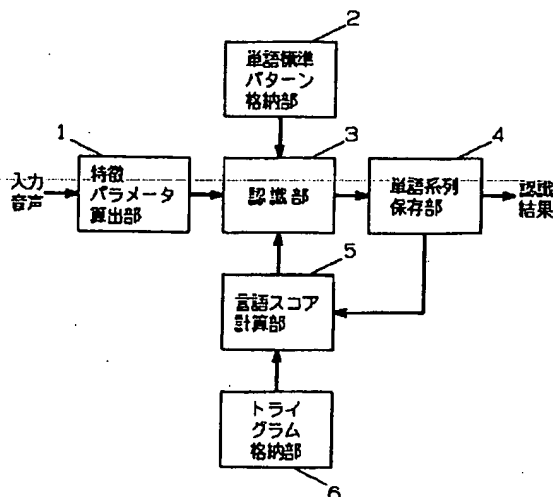 2
単語標準
パターン
格納部
1
3
4
入力
音声
特徴
パラメータ
算出部
認識部
単語系列
保存部
認識
結果
5
言語スコア
計算部
トライ
グラム
格納部
6